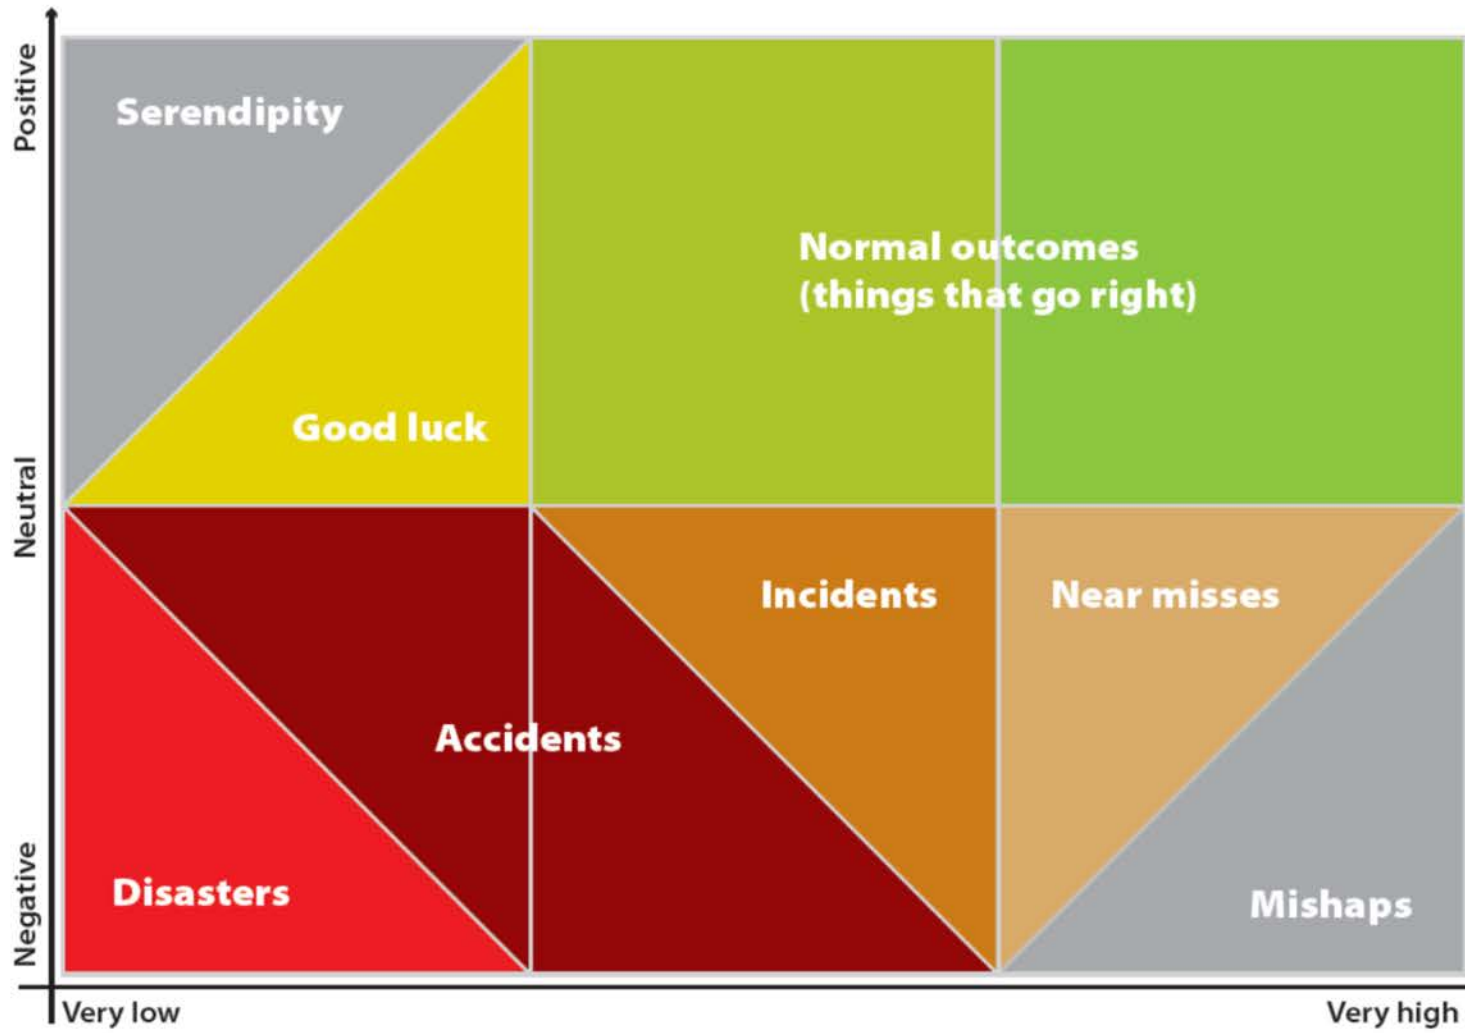 Positive
Serendipity
Normal outcomes
(things that go right)
Good luck
Neutral
Incidents
Near misses
Accidents
Negative
Disasters
Mishaps
Very low
Very high